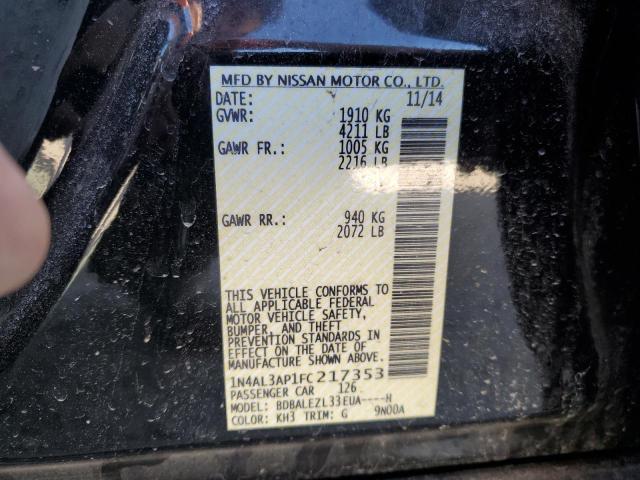 MFD BY NISSAN MOTOR CO., LTD.
DATE: 11/14
GVWR: 1910 KG
4211 LB
GAWR FR.: 1005 KG
2216 LB
GAWR RR.: 940 KG
2072 LB
THIS VEHICLE CONFORMS TO
ALL APPLICABLE FEDERAL
MOTOR VEHICLE SAFETY,
BUMPER, AND THEFT
PREVENTION STANDARDS IN
EFFECT ON THE DATE OF
MANUFACTURE SHOWN ABOVE.
1N4AL3AP1FC217353
PASSENGER CAR 126
MODEL: BDBALEZL33EUA----H
COLOR: KH3 TRIM: G 9N00A